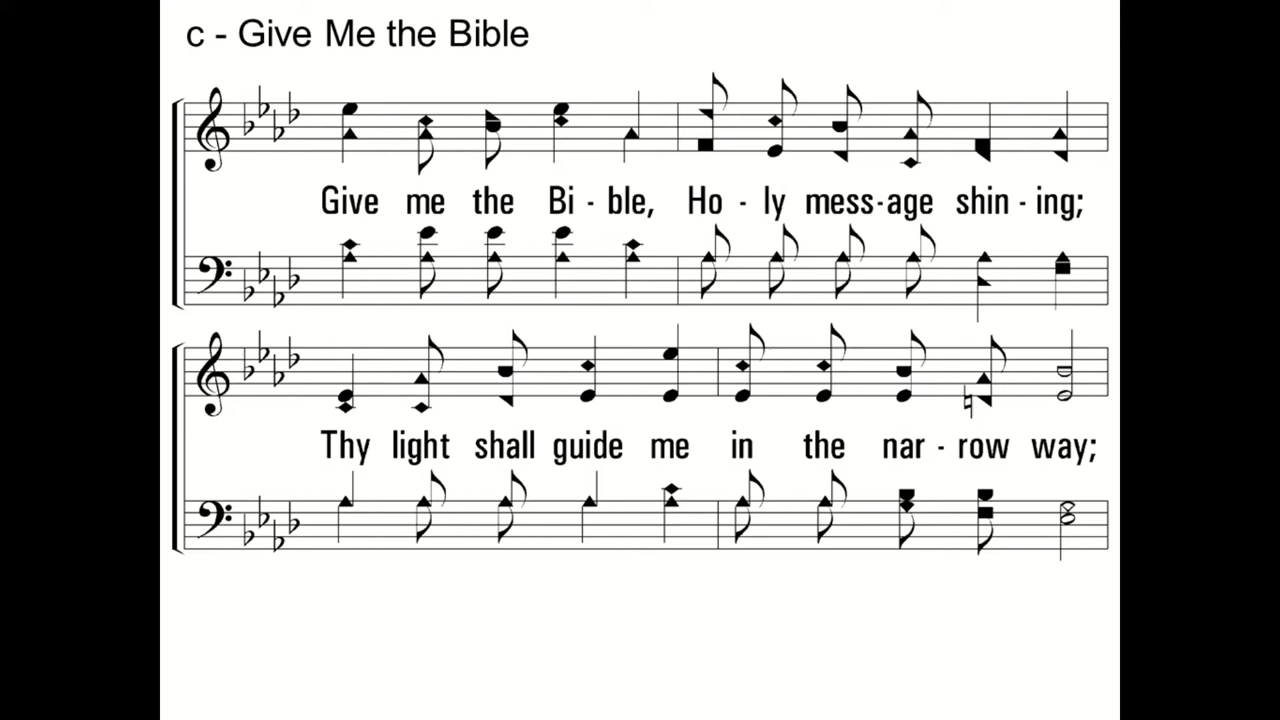 c - Give Me the Bible
Give me the Bi - ble, Ho - ly mess-age shin - ing;
Thy light shall guide me in the nar - row way;